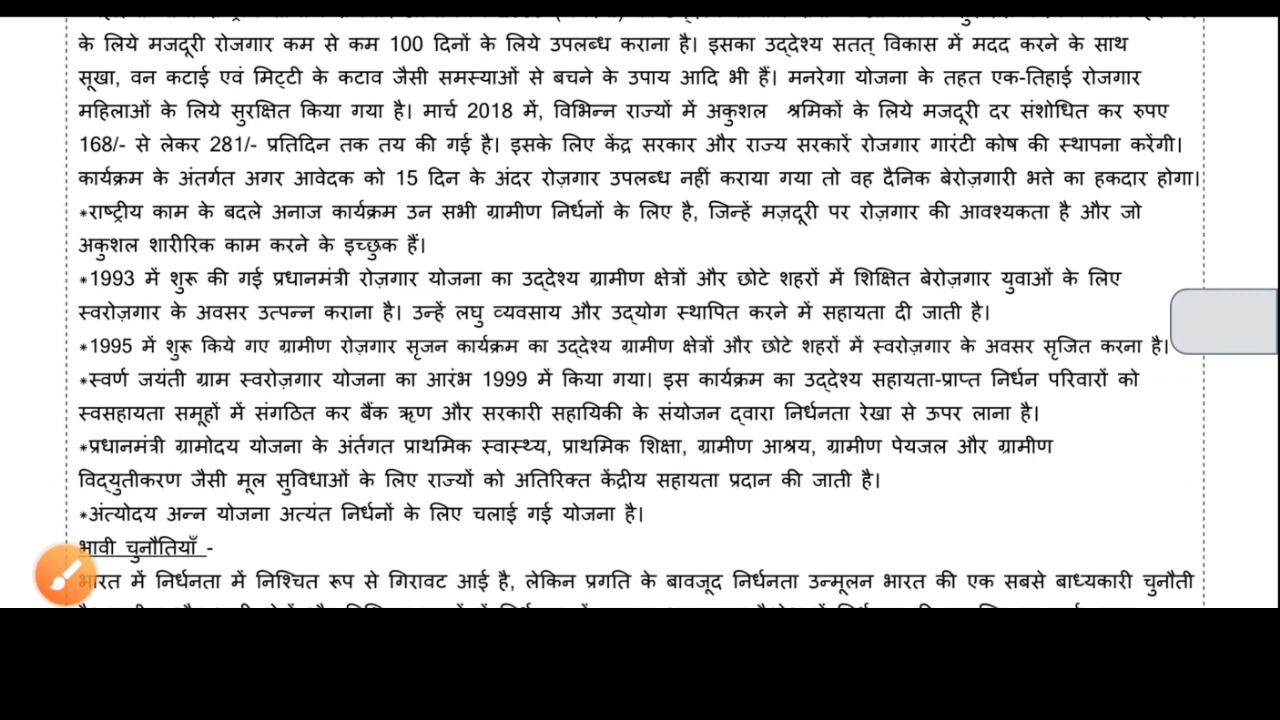 के लिये मजदूरी रोजगार कम से कम 100 दिनों के लिये उपलब्ध कराना है। इसका उद्देश्य सतत् विकास में मदद करने के साथ
सूखा, वन कटाई एवं मिट्टी के कटाव जैसी समस्याओं से बचने के उपाय आदि भी हैं। मनरेगा योजना के तहत एक-तिहाई रोजगार
महिलाओं के लिये सुरक्षित किया गया है। मार्च 2018 में, विभिन्न राज्यों में अकुशल श्रमिकों के लिये मजदूरी दर संशोधित कर रुपए
168/- से लेकर 281/- प्रतिदिन तक तय की गई है। इसके लिए केंद्र सरकार और राज्य सरकारें रोजगार गारंटी कोष की स्थापना करेंगी।
कार्यक्रम के अंतर्गत अगर आवेदक को 15 दिन के अंदर रोज़गार उपलब्ध नहीं कराया गया तो वह दैनिक बेरोज़गारी भत्ते का हकदार होगा।
*राष्ट्रीय काम के बदले अनाज कार्यक्रम उन सभी ग्रामीण निर्धनों के लिए है, जिन्हें मज़दूरी पर रोज़गार की आवश्यकता है और जो
अकुशल शारीरिक काम करने के इच्छुक हैं।
*1993 में शुरू की गई प्रधानमंत्री रोज़गार योजना का उद्देश्य ग्रामीण क्षेत्रों और छोटे शहरों में शिक्षित बेरोज़गार युवाओं के लिए
स्वरोज़गार के अवसर उत्पन्न कराना है। उन्हें लघु व्यवसाय और उद्योग स्थापित करने में सहायता दी जाती है।
*1995 में शुरू किये गए ग्रामीण रोज़गार सृजन कार्यक्रम का उद्देश्य ग्रामीण क्षेत्रों और छोटे शहरों में स्वरोज़गार के अवसर सृजित करना है।
*स्वर्ण जयंती ग्राम स्वरोज़गार योजना का आरंभ 1999 में किया गया। इस कार्यक्रम का उद्देश्य सहायता-प्राप्त निर्धन परिवारों को
स्वसहायता समूहों में संगठित कर बैंक ऋण और सरकारी सहायिकी के संयोजन द्वारा निर्धनता रेखा से ऊपर लाना है।
*प्रधानमंत्री ग्रामोदय योजना के अंर्तगत प्राथमिक स्वास्थ्य, प्राथमिक शिक्षा, ग्रामीण आश्रय, ग्रामीण पेयजल और ग्रामीण
विद्युतीकरण जैसी मूल सुविधाओं के लिए राज्यों को अतिरिक्त केंद्रीय सहायता प्रदान की जाती है।
*अंत्योदय अन्न योजना अत्यंत निर्धनों के लिए चलाई गई योजना है।
भावी चुनौतियाँ -
भारत में निर्धनता में निश्चित रूप से गिरावट आई है, लेकिन प्रगति के बावजूद निर्धनता उन्मूलन भारत की एक सबसे बाध्यकारी चुनौती